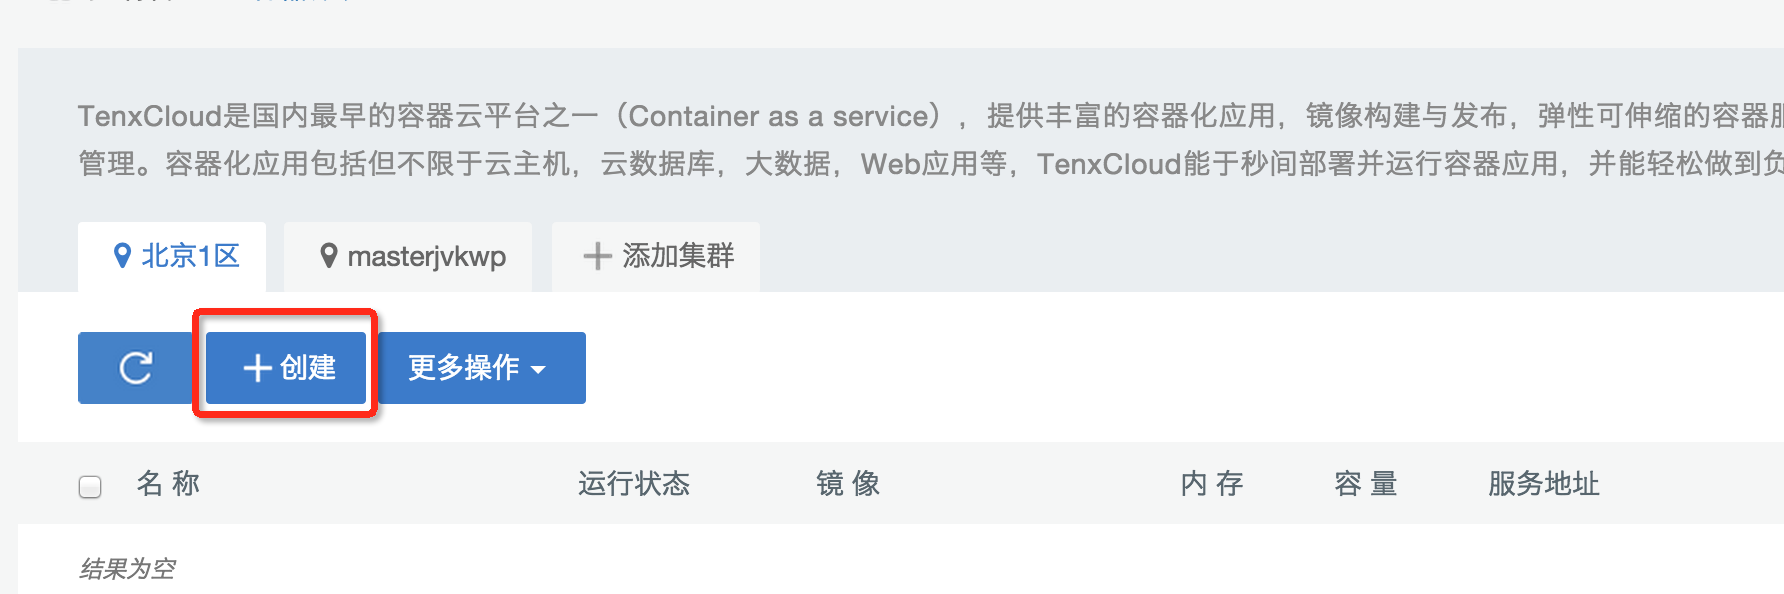 TenxCloud是国内最早的容器云平台之一（Container as a service），提供丰富的容器化应用，镜像构建与发布，弹性可伸缩的容器
管理。容器化应用包括但不限于云主机，云数据库，大数据，Web应用等，TenxCloud能于秒间部署并运行容器应用，并能轻松做到
北京1区 masterjvkwp 添加集群
创建 更多操作
名 称 运行状态 镜 像 内 存 容 量 服务地址
结果为空